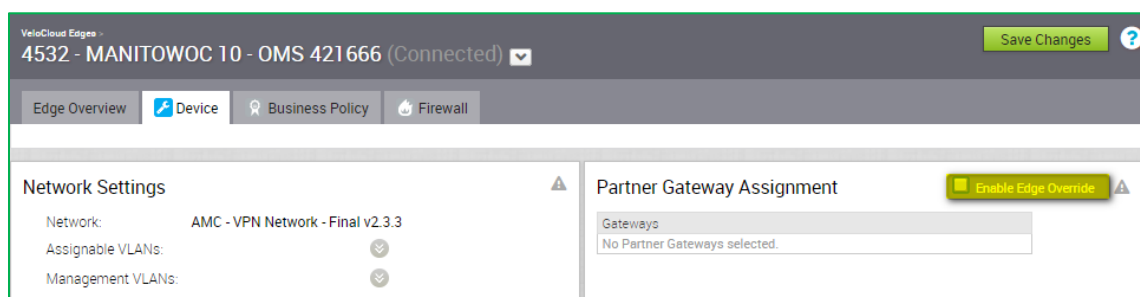 VeloCloud Edges >
4532 - MANITOWOC 10 - OMS 421666 (Connected)
Save Changes
?
Edge Overview Device Business Policy Firewall
Network Settings
Network: AMC - VPN Network - Final v2.3.3
Assignable VLANs:
Management VLANs:
Partner Gateway Assignment
Enable Edge Override
Gateways
No Partner Gateways selected.